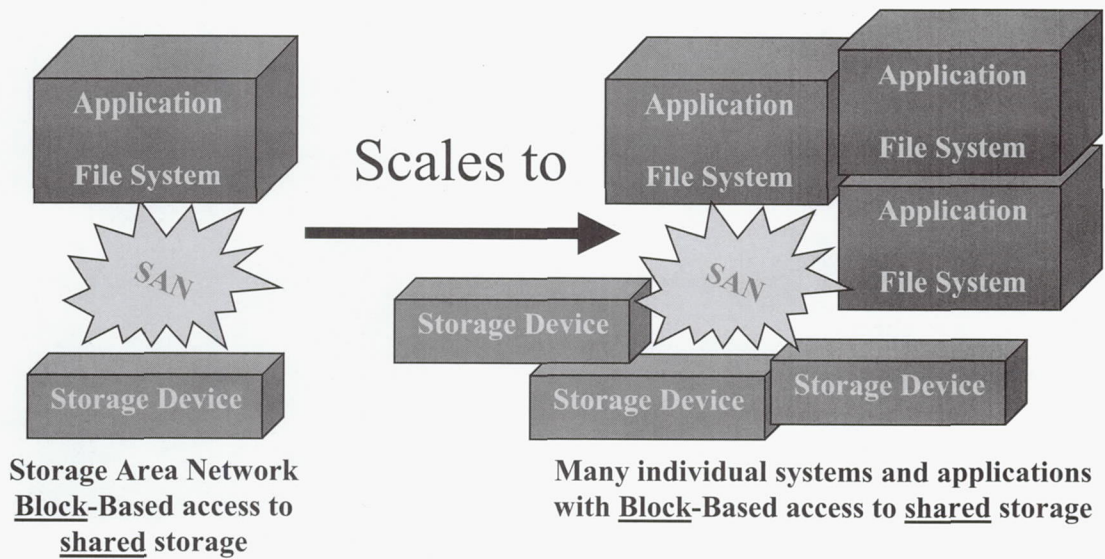 Application
File System
SAN
Storage Device
Storage Area Network
Block-Based access to
shared storage
Scales to
Application
File System
Application
File System
Application
File System
SAN
Storage Device
Storage Device
Storage Device
Many individual systems and applications
with Block-Based access to shared storage